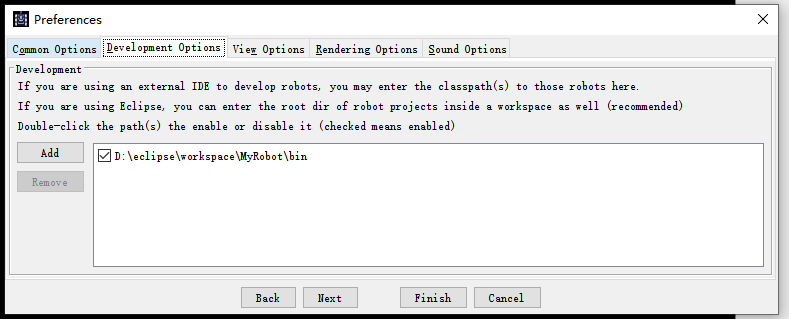 Preferences
Common Options Development Options View Options Rendering Options Sound Options
Development
If you are using an external IDE to develop robots, you may enter the classpath(s) to those robots here.
If you are using Eclipse, you can enter the root dir of robot projects inside a workspace as well (recommended)
Double-click the path(s) the enable or disable it (checked means enabled)
Add
D:\eclipse\workspace\MyRobot\bin
Remove
Back Next Finish Cancel